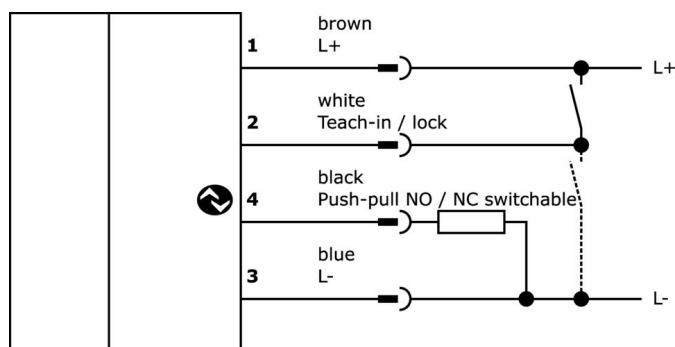 brown
1 L+
L+
white
2 Teach-in / lock
black
4 Push-pull NO / NC switchable
blue
3 L-
L-